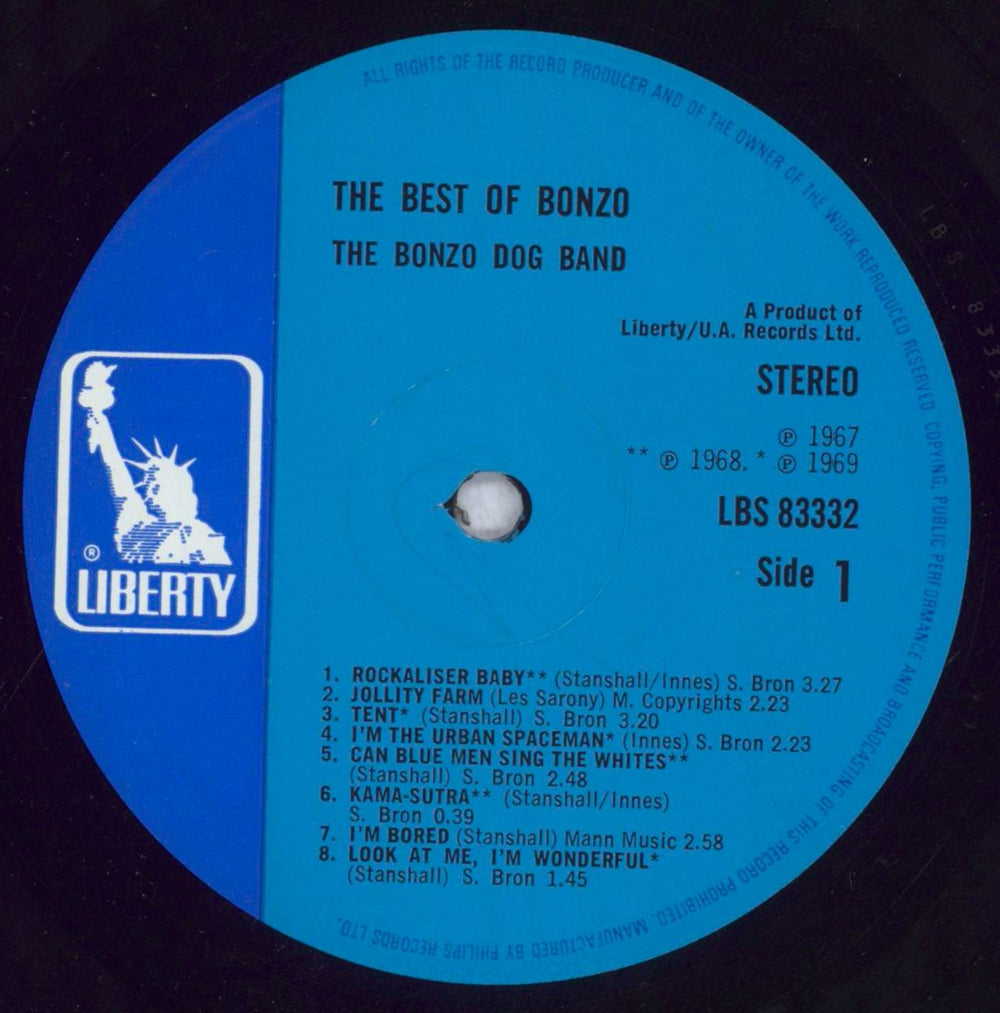 ALL RIGHTS OF THE RECORD PRODUCER AND OF THE OWNER OF THE WORK REPRODUCED RESERVED. COPYING, PUBLIC PERFORMANCE AND BROADCASTING OF THIS RECORD PROHIBITED. MANUFACTURED BY PHILIPS RECORDS LTD.
THE BEST OF BONZO
THE BONZO DOG BAND
A Product of
Liberty/U.A. Records Ltd.
STEREO
℗ 1967
** ℗ 1968. * ℗ 1969
LBS 83332
Side 1
® 
LIBERTY
1. ROCKALISER BABY** (Stanshall/Innes) S. Bron 3.27
2. JOLLITY FARM (Les Sarony) M. Copyrights 2.23
3. TENT* (Stanshall) S. Bron 3.20
4. I'M THE URBAN SPACEMAN* (Innes) S. Bron 2.23
5. CAN BLUE MEN SING THE WHITES**
(Stanshall) S. Bron 2.48
6. KAMA-SUTRA** (Stanshall/Innes)
S. Bron 0.39
7. I'M BORED (Stanshall) Mann Music 2.58
8. LOOK AT ME, I'M WONDERFUL*
(Stanshall) S. Bron 1.45
LBS